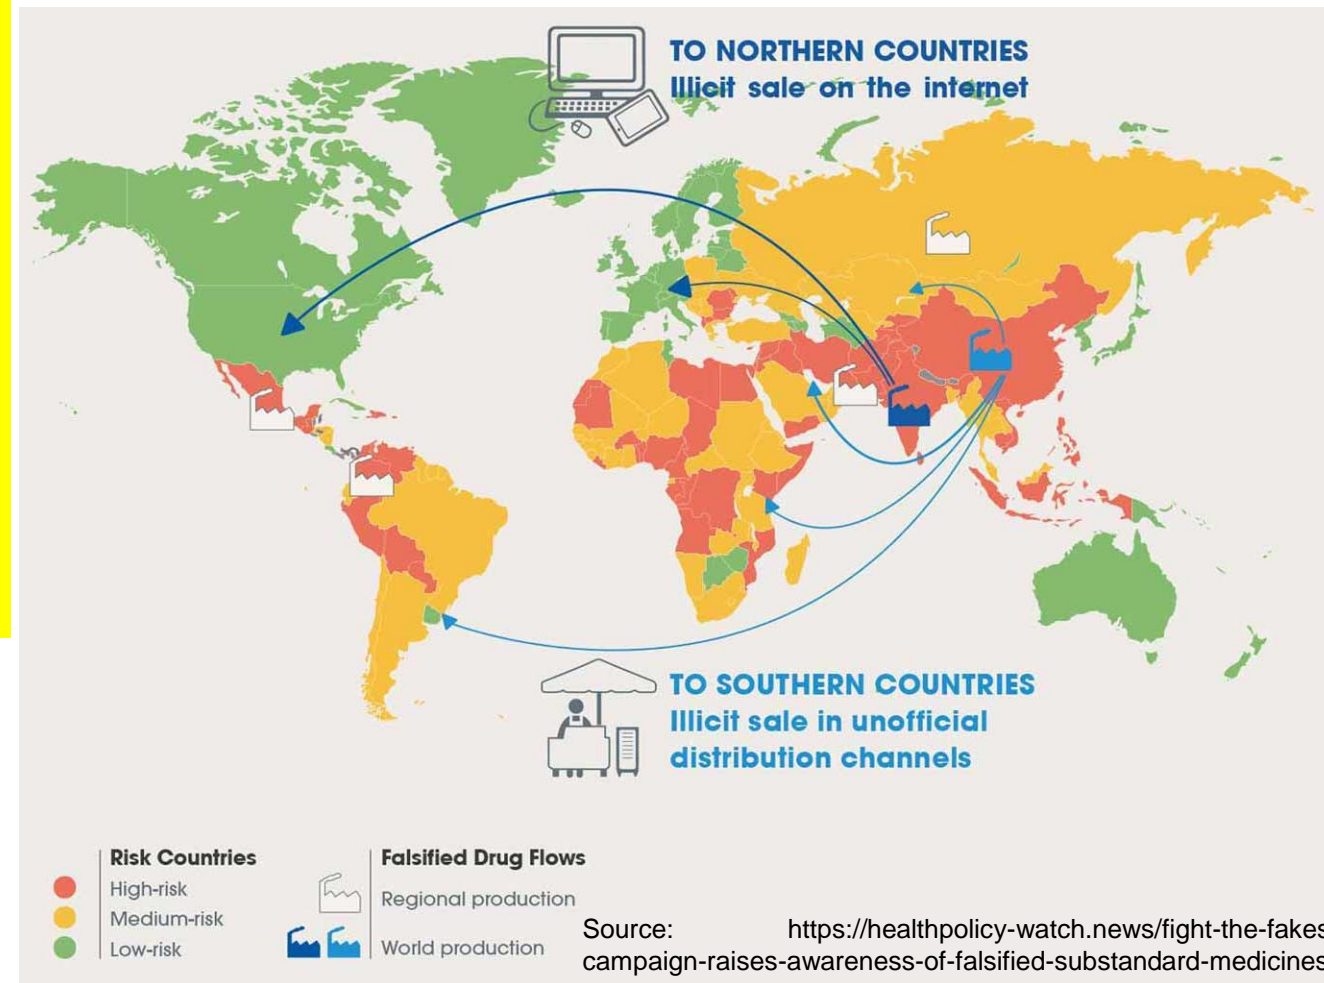 TO NORTHERN COUNTRIES
Illicit sale on the internet
TO SOUTHERN COUNTRIES
Illicit sale in unofficial
distribution channels
Risk Countries
High-risk
Medium-risk
Low-risk
Falsified Drug Flows
Regional production
World production
Source: https://healthpolicy-watch.news/fight-the-fakes
campaign-raises-awareness-of-falsified-substandard-medicines